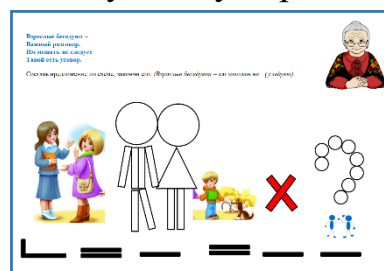 Взрослые беседуют –
Важный разговор.
Им мешать не следует
Такой есть уговор.
Составь предложение по схеме, закончи его. (Взрослые беседуют – им мешать не (следует).